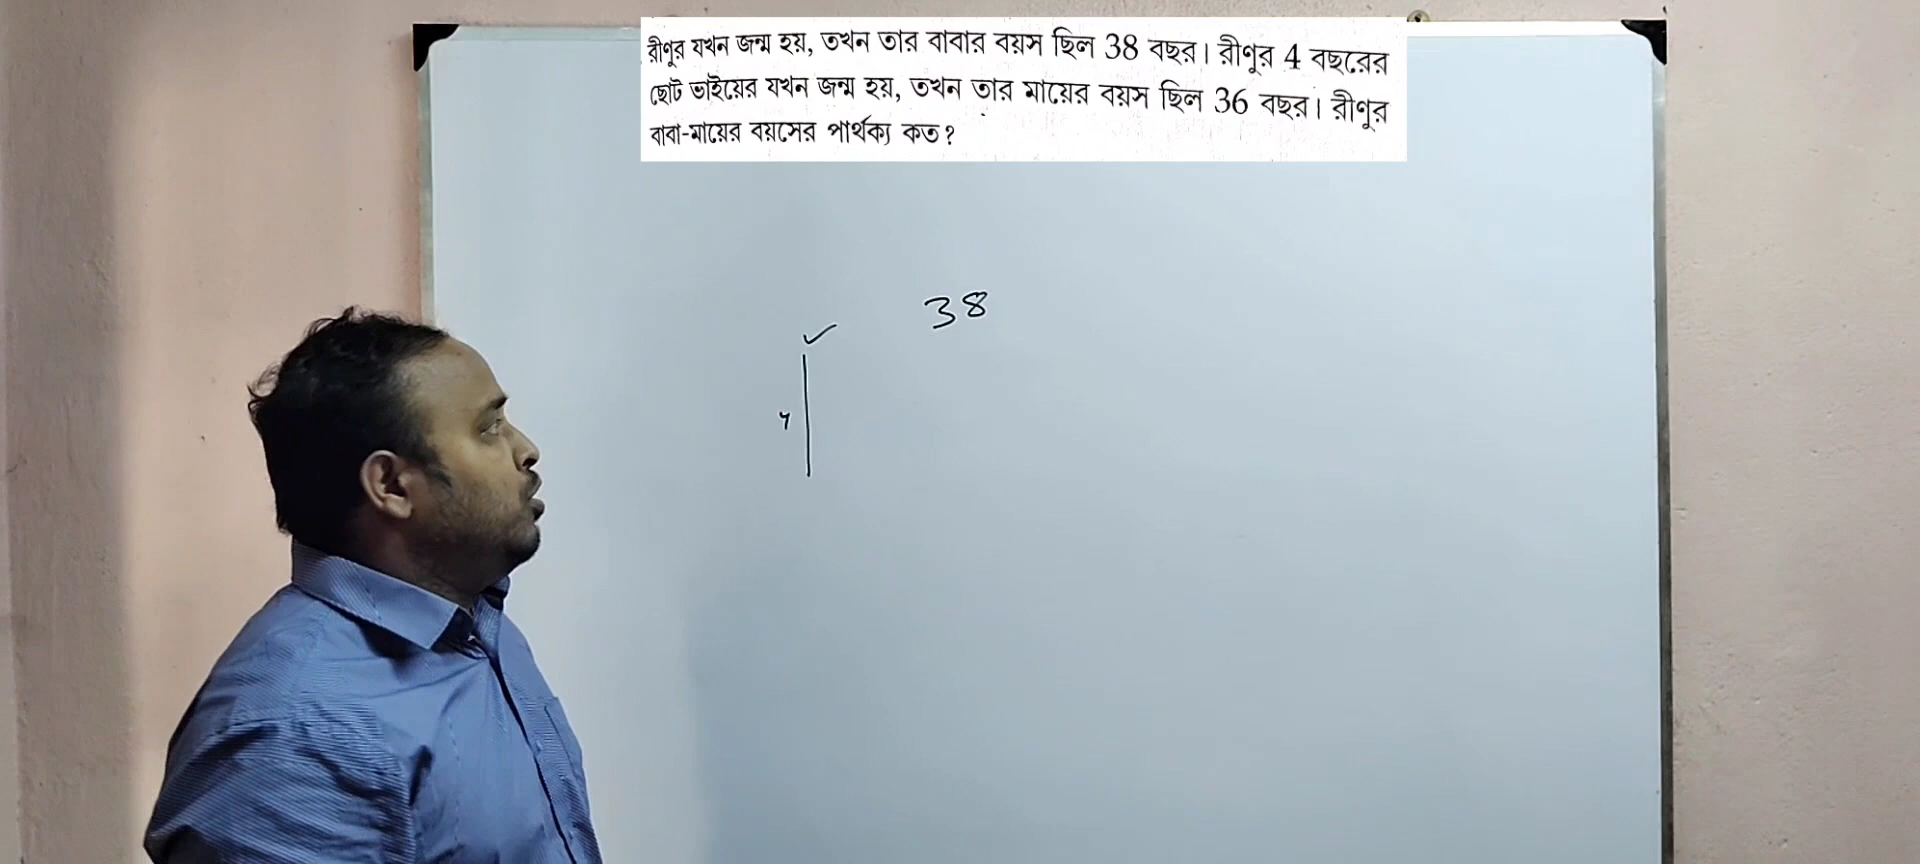 রীণুর যখন জন্ম হয়, তখন তার বাবার বয়স ছিল 38 বছর। রীণুর 4 বছরের
ছোট ভাইয়ের যখন জন্ম হয়, তখন তার মায়ের বয়স ছিল 36 বছর। রীণুর
বাবা-মায়ের বয়সের পার্থক্য কত?
38
4